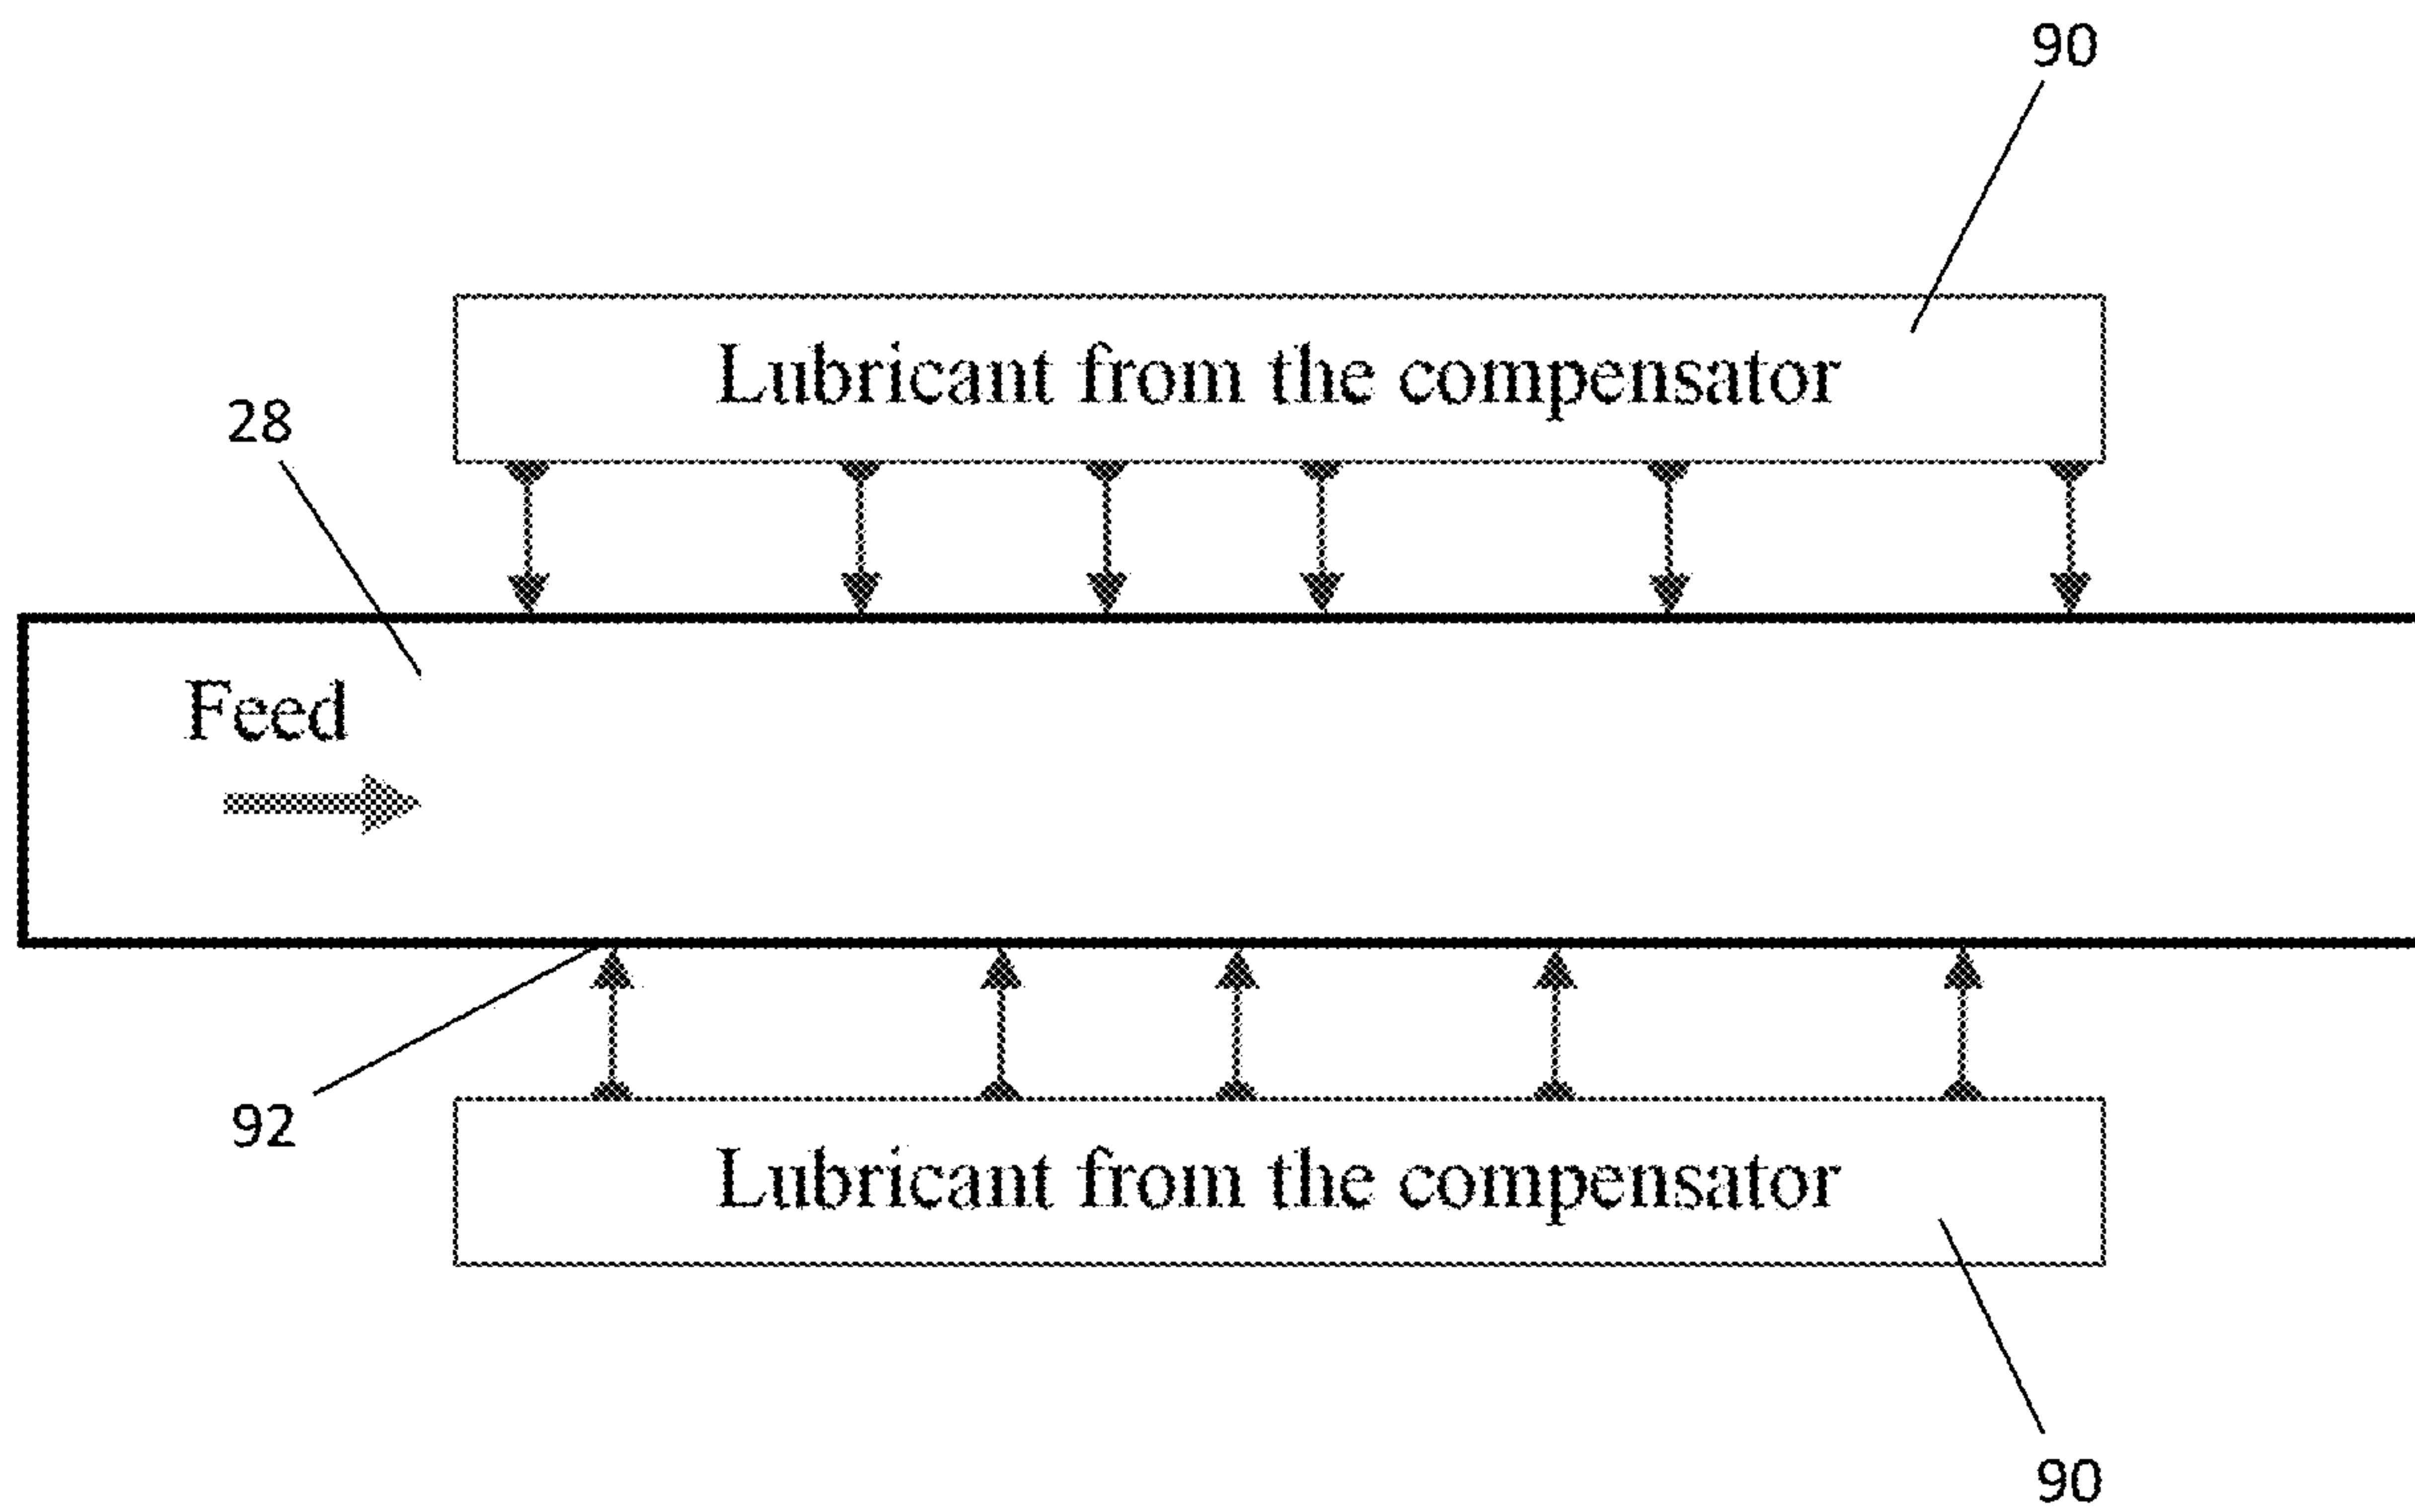 90
Lubricant from the compensator
28
Feed
92
Lubricant from the compensator
90